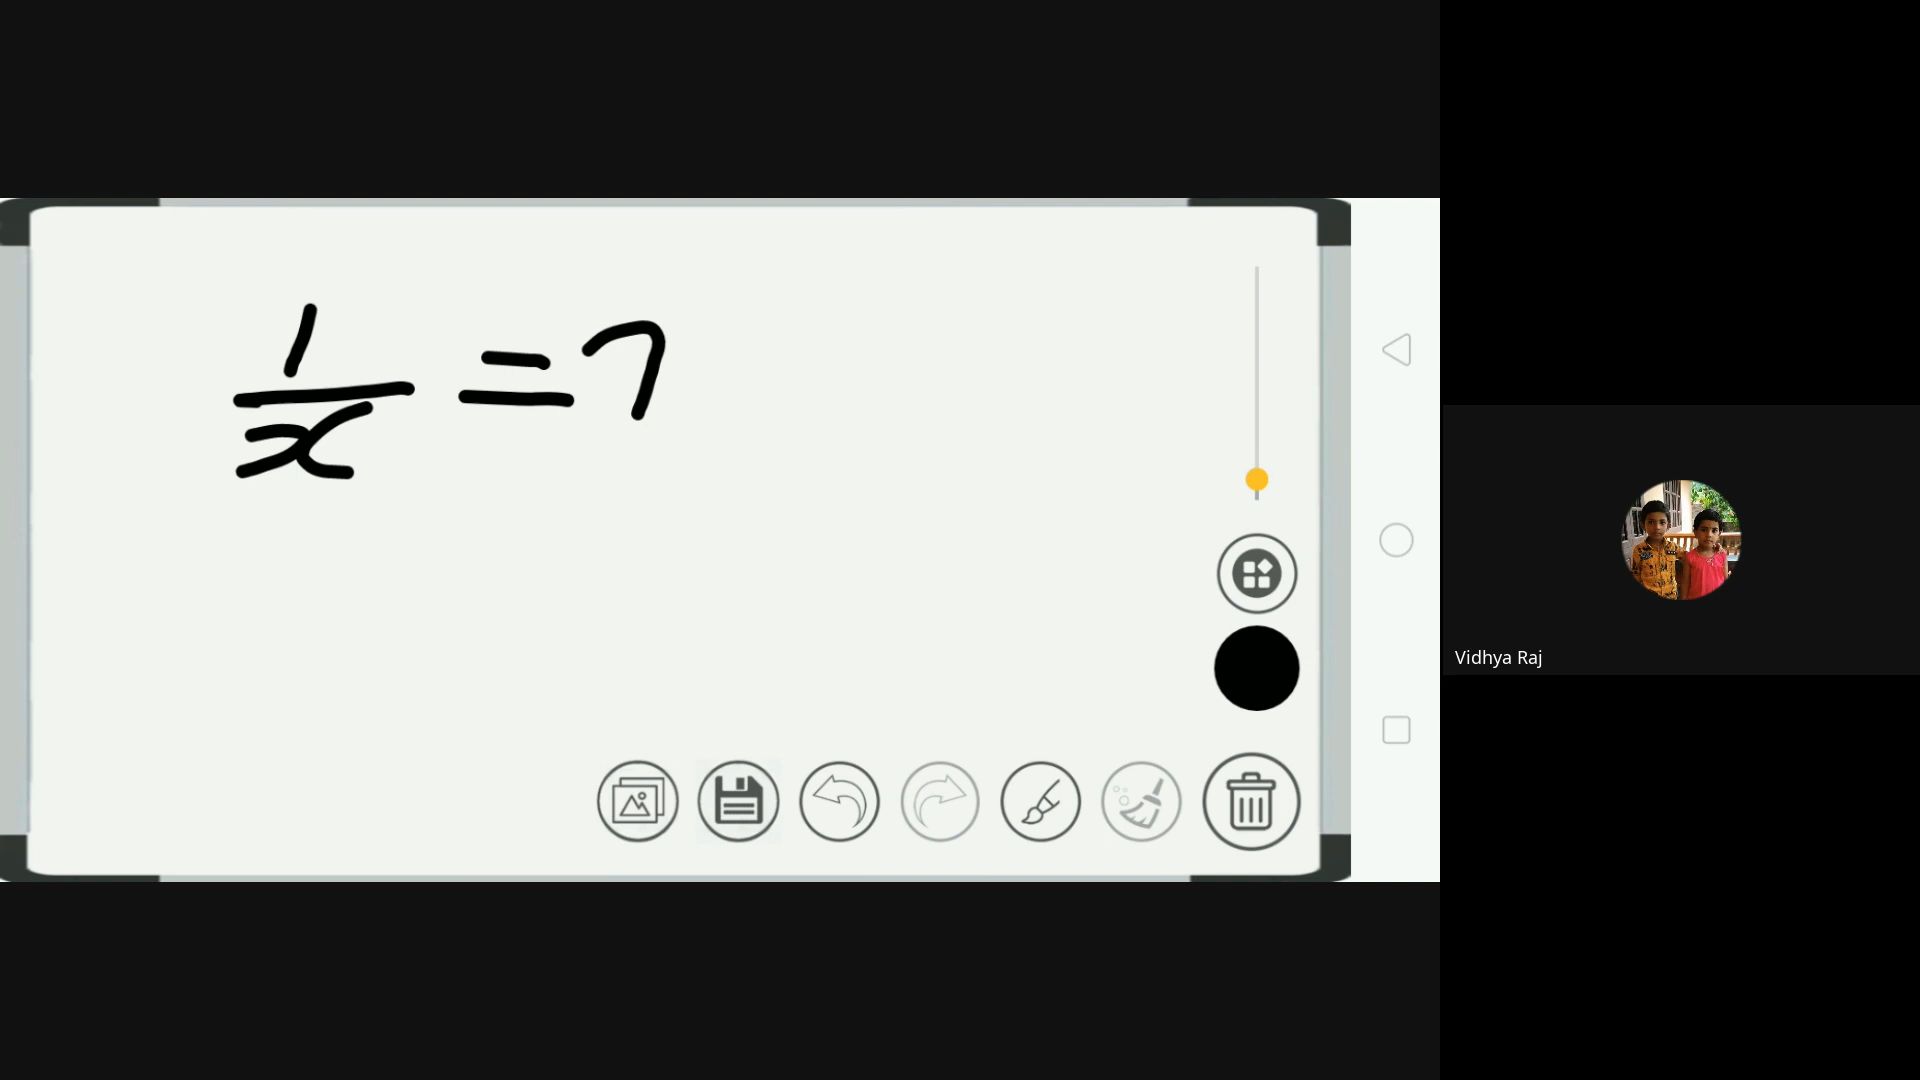 1/x = 7
Vidhya Raj